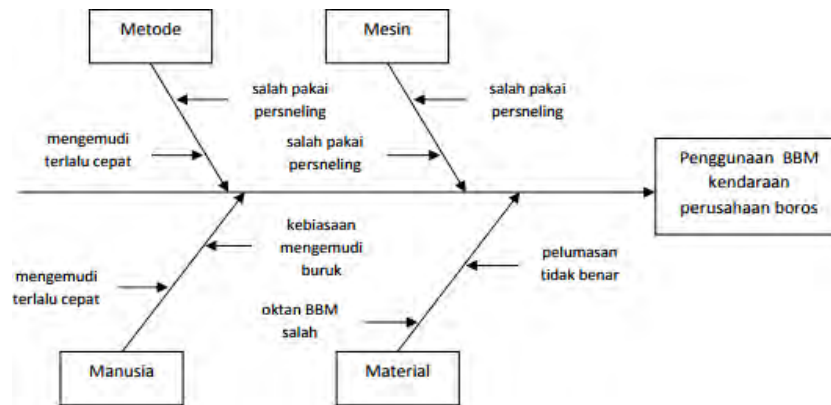 Metode
Mesin
salah pakai
persneling
salah pakai
persneling
mengemudi
terlalu cepat
salah pakai
persneling
Penggunaan BBM
kendaraan
perusahaan boros
kebiasaan
mengemudi
buruk
pelumasan
tidak benar
mengemudi
terlalu cepat
oktan BBM
salah
Manusia
Material